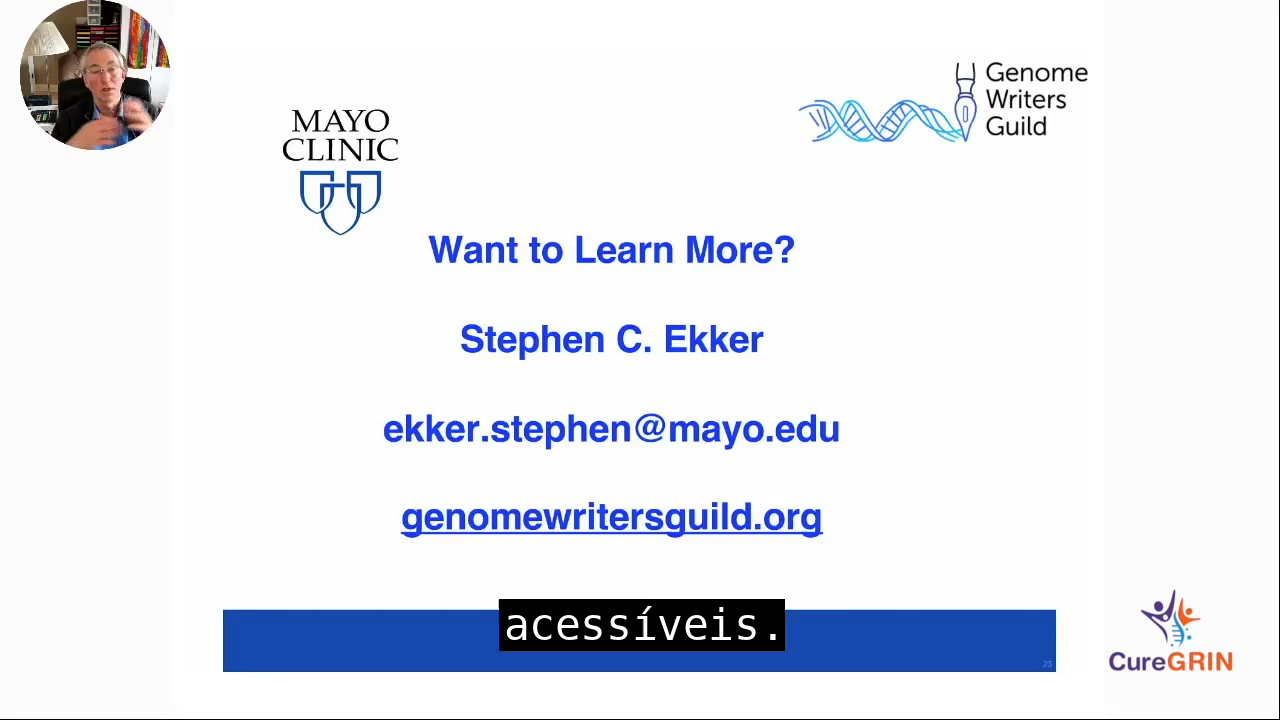 Genome
Writers
Guild
MAYO
CLINIC
Want to Learn More?
Stephen C. Ekker
ekker.stephen@mayo.edu
genomewritersguild.org
acessíveis.
23
CureGRIN